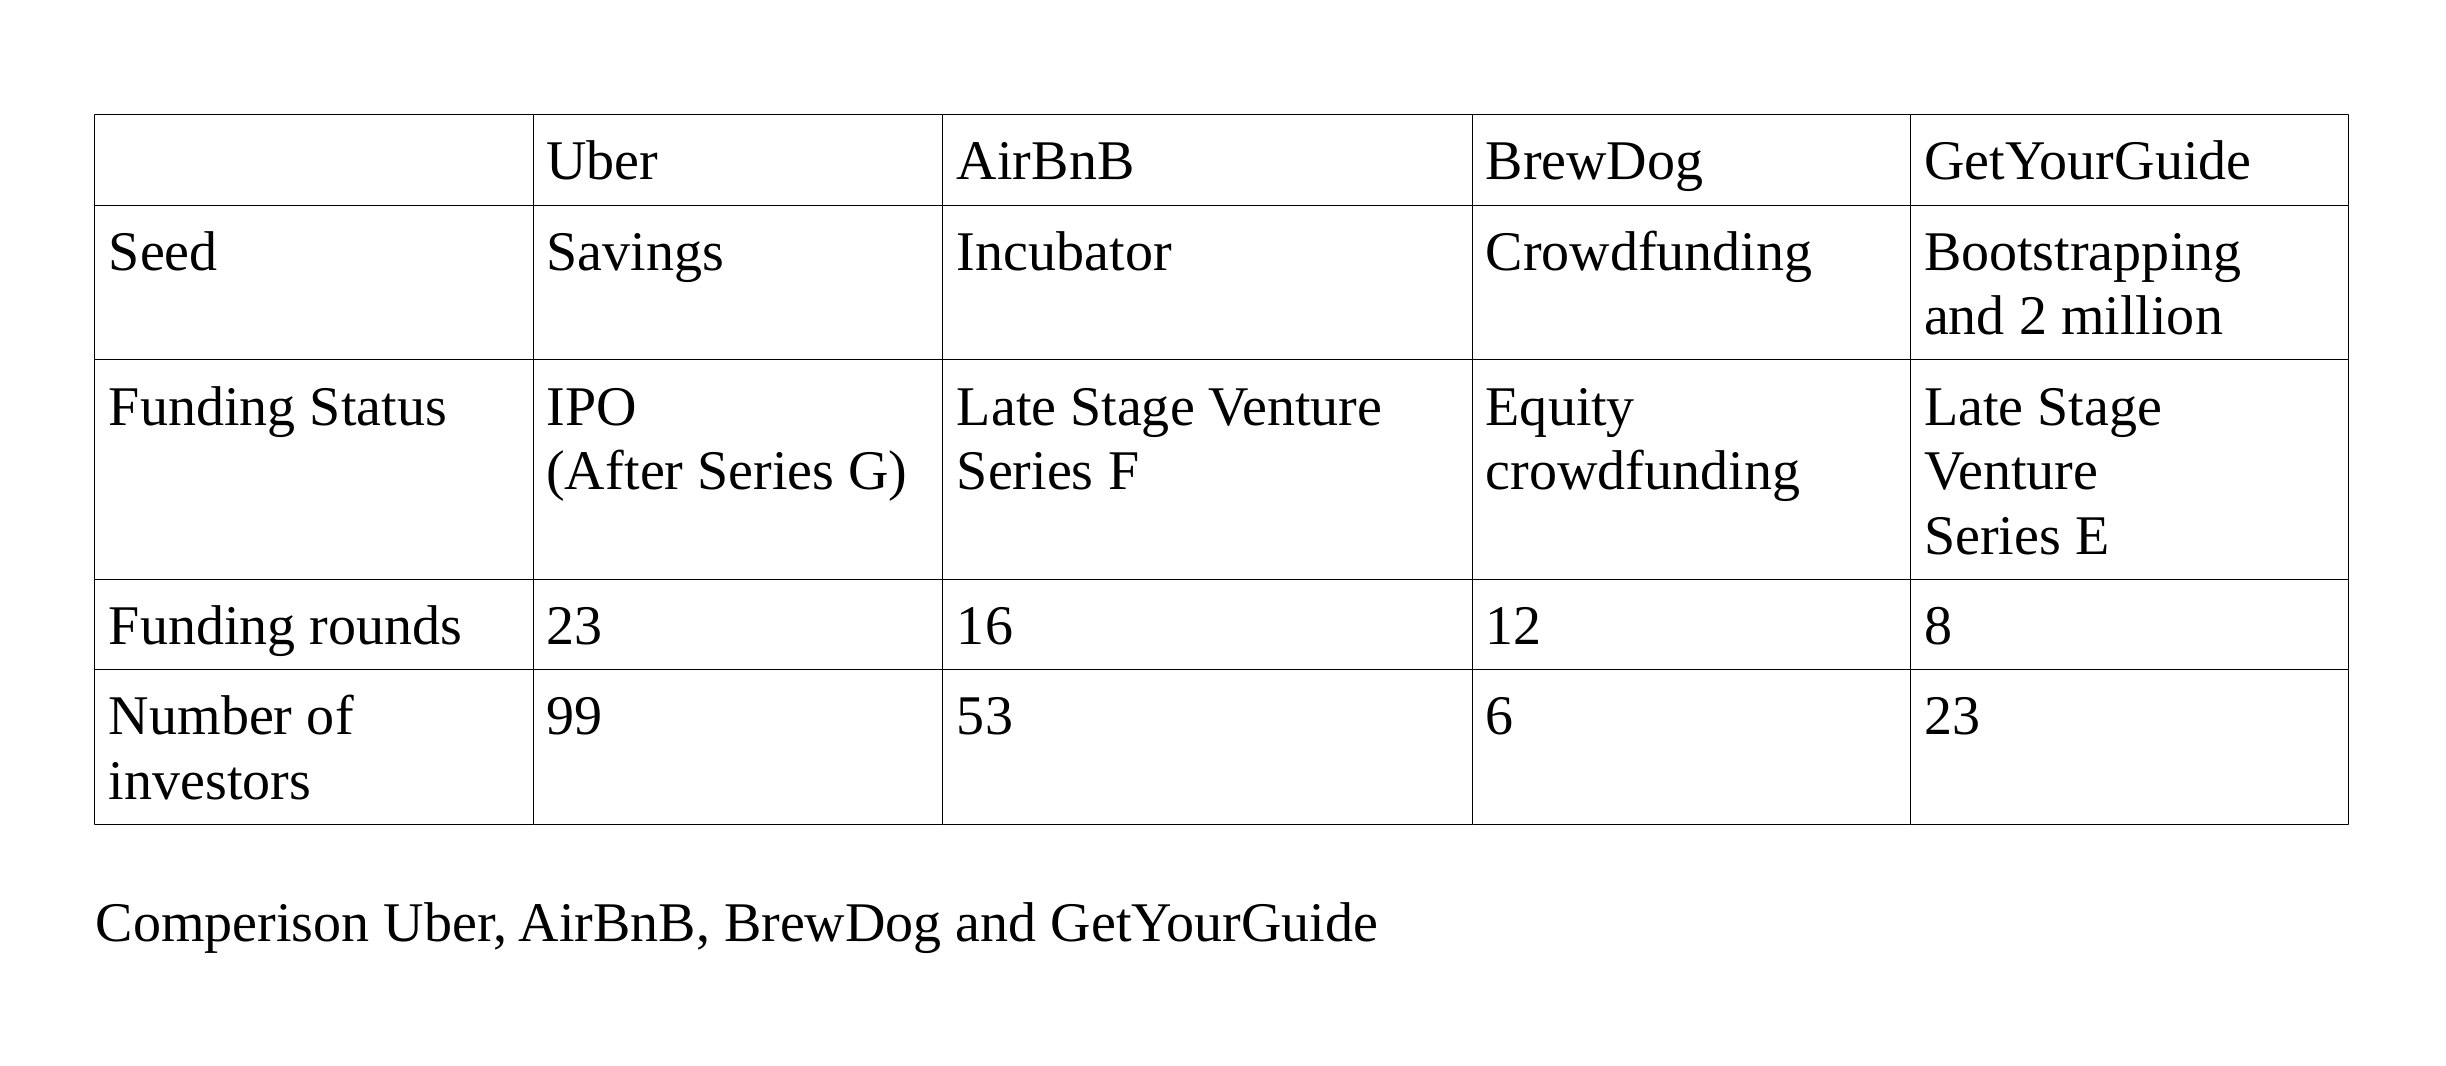 Uber AirBnB BrewDog GetYourGuide
Seed Savings Incubator Crowdfunding Bootstrapping
and 2 million
Funding Status IPO Late Stage Venture Equity Late Stage
(After Series G) Series F crowdfunding Venture
Series E
Funding rounds 23 16 12 8
Number of 99 53 6 23
investors
Comperison Uber, AirBnB, BrewDog and GetYourGuide